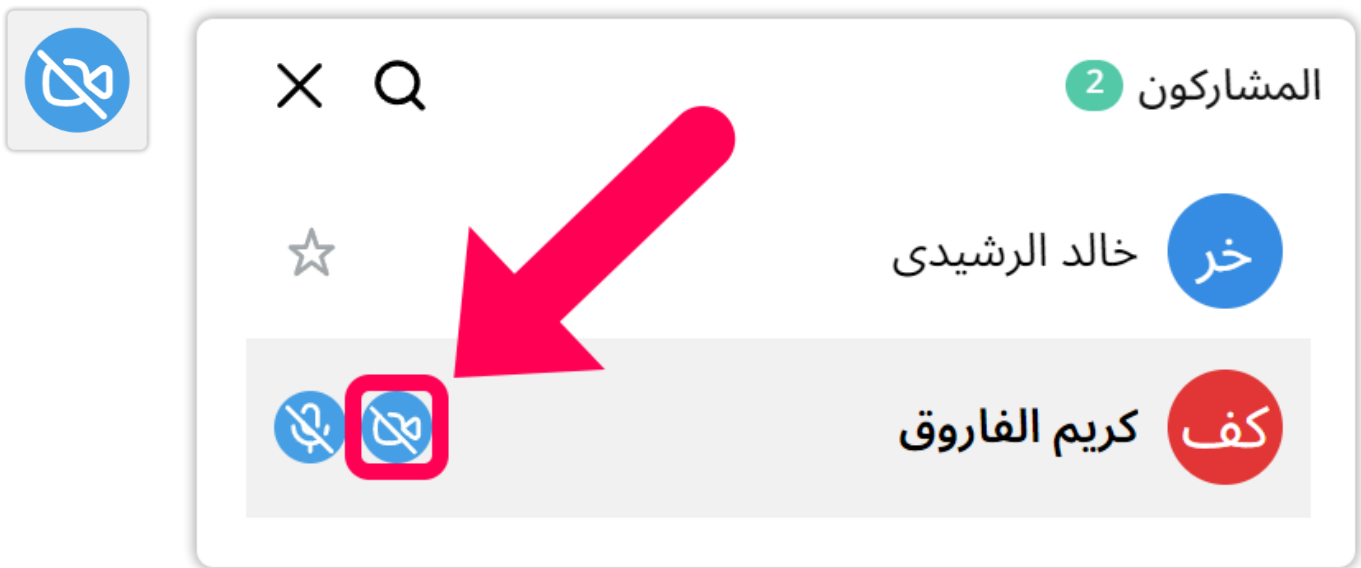 المشاركون 2
خر خالد الرشيدى
كف كريم الفاروق